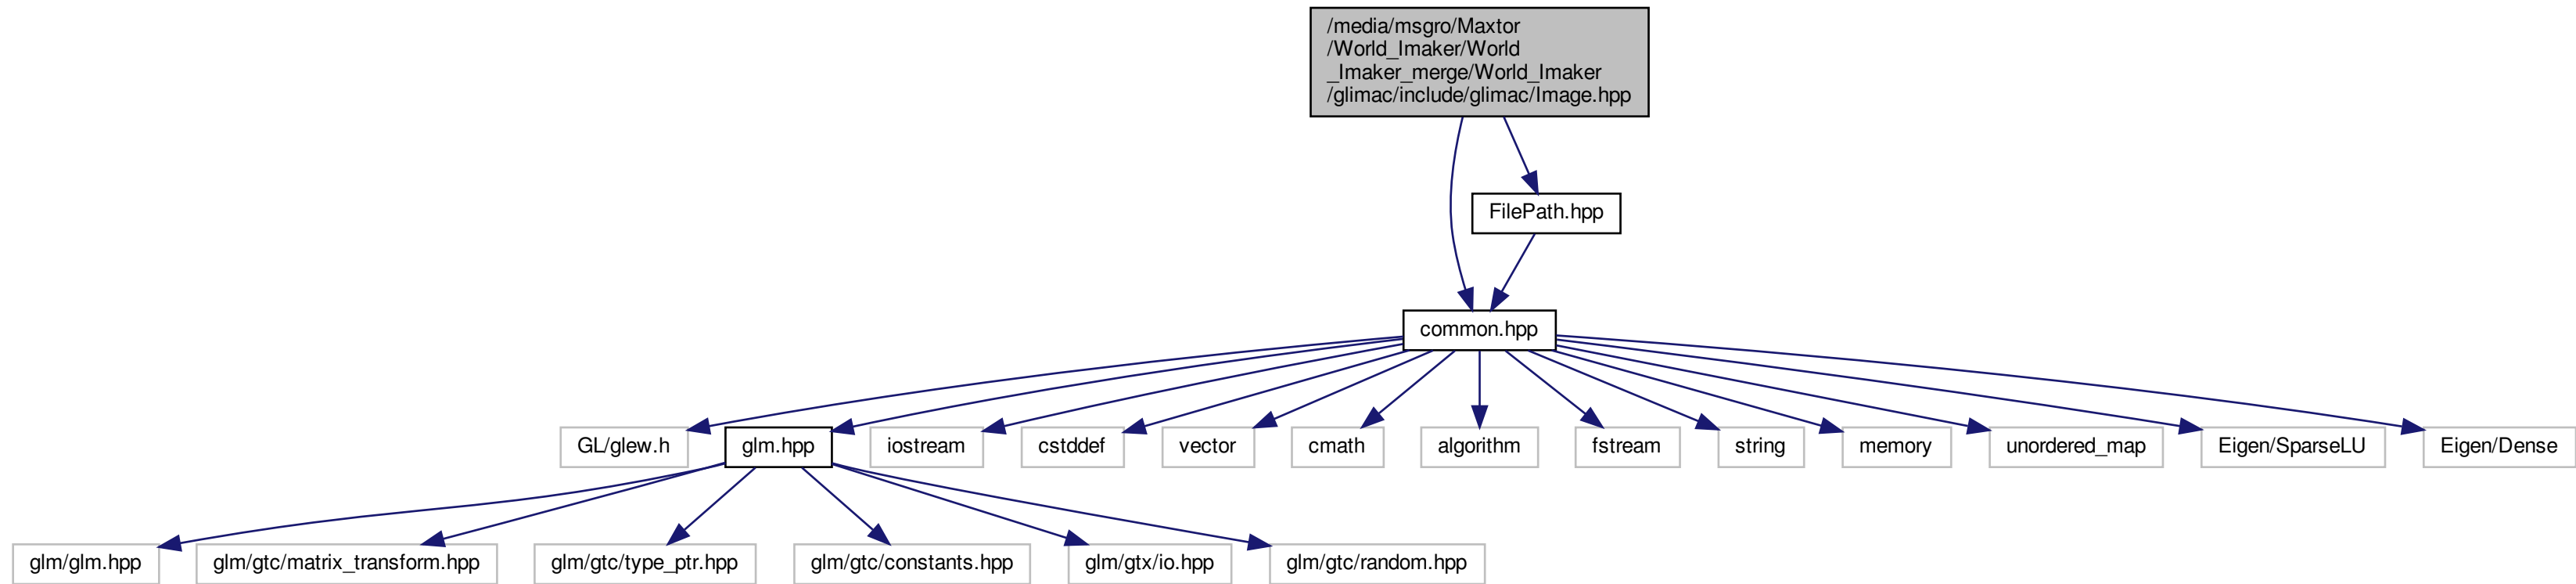 /media/msgro/Maxtor
/World_Imaker/World
_Imaker_merge/World_Imaker
/glimac/include/glimac/Image.hpp
FilePath.hpp
common.hpp
GL/glew.h
glm.hpp
iostream
cstddef
vector
cmath
algorithm
fstream
string
memory
unordered_map
Eigen/SparseLU
Eigen/Dense
glm/glm.hpp
glm/gtc/matrix_transform.hpp
glm/gtc/type_ptr.hpp
glm/gtc/constants.hpp
glm/gtx/io.hpp
glm/gtc/random.hpp